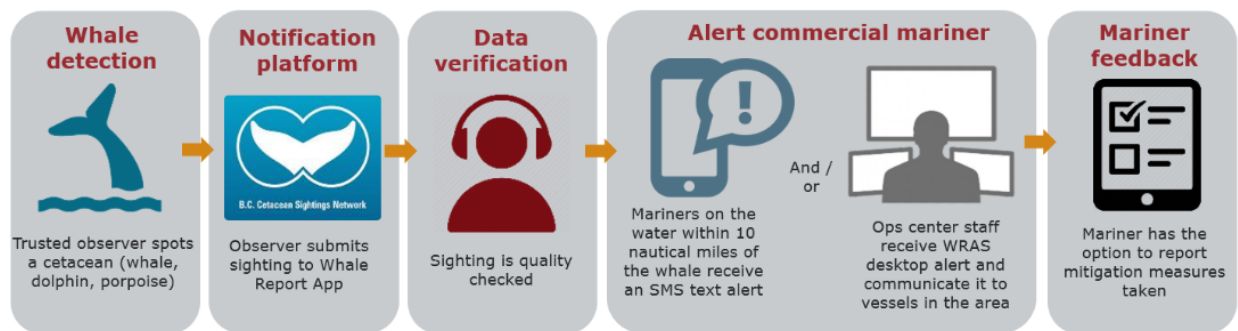 Whale
detection
Trusted observer spots
a cetacean (whale,
dolphin, porpoise)
Notification
platform
B.C. Cetacean Sightings Network
Observer submits
sighting to Whale
Report App
Data
verification
Sighting is quality
checked
Alert commercial mariner
!
Mariners on the
water within 10
nautical miles of
the whale receive
an SMS text alert
And /
or
Ops center staff
receive WRAS
desktop alert and
communicate it to
vessels in the area
Mariner
feedback
Mariner has the
option to report
mitigation measures
taken